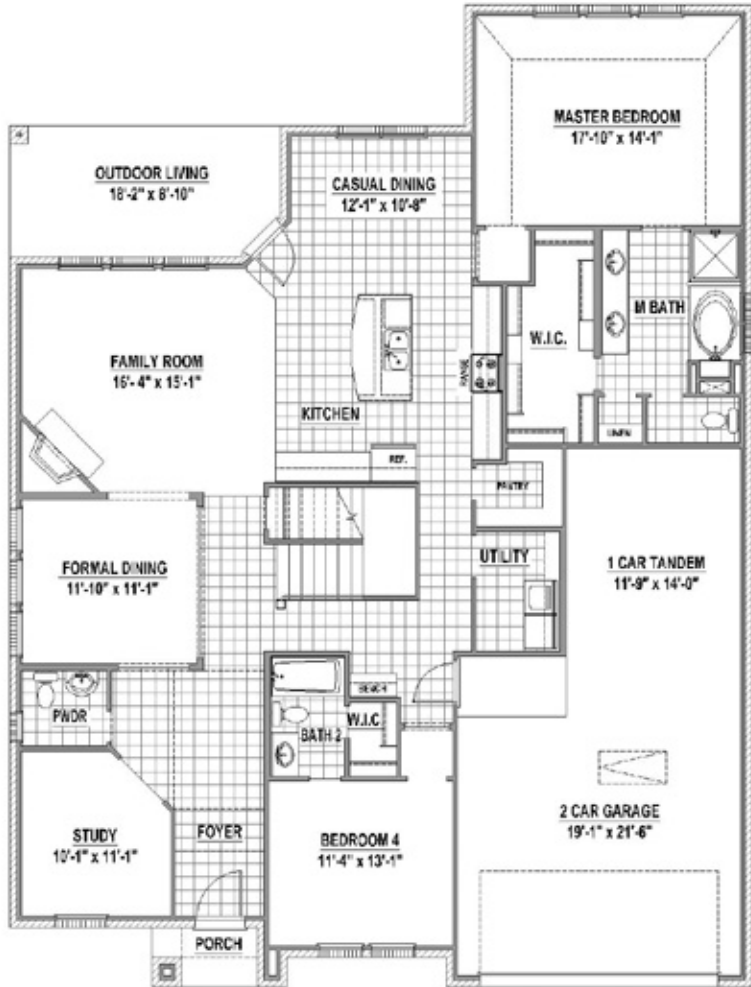 MASTER BEDROOM
17'-10" x 14'-1"
OUTDOOR LIVING
18'-2" x 8'-10"
CASUAL DINING
12'-1" x 10'-8"
M BATH
W.I.C.
FAMILY ROOM
16'-4" x 15'-1"
RANGE
KITCHEN
LINEN
REF.
PANTRY
UTILITY
1 CAR TANDEM
11'-9" x 14'-0"
FORMAL DINING
11'-10" x 11'-1"
BENCH
PWDR
W.I.C
BATH 2
2 CAR GARAGE
19'-1" x 21'-6"
STUDY
10'-1" x 11'-1"
FOYER
BEDROOM 4
11'-4" x 13'-1"
PORCH